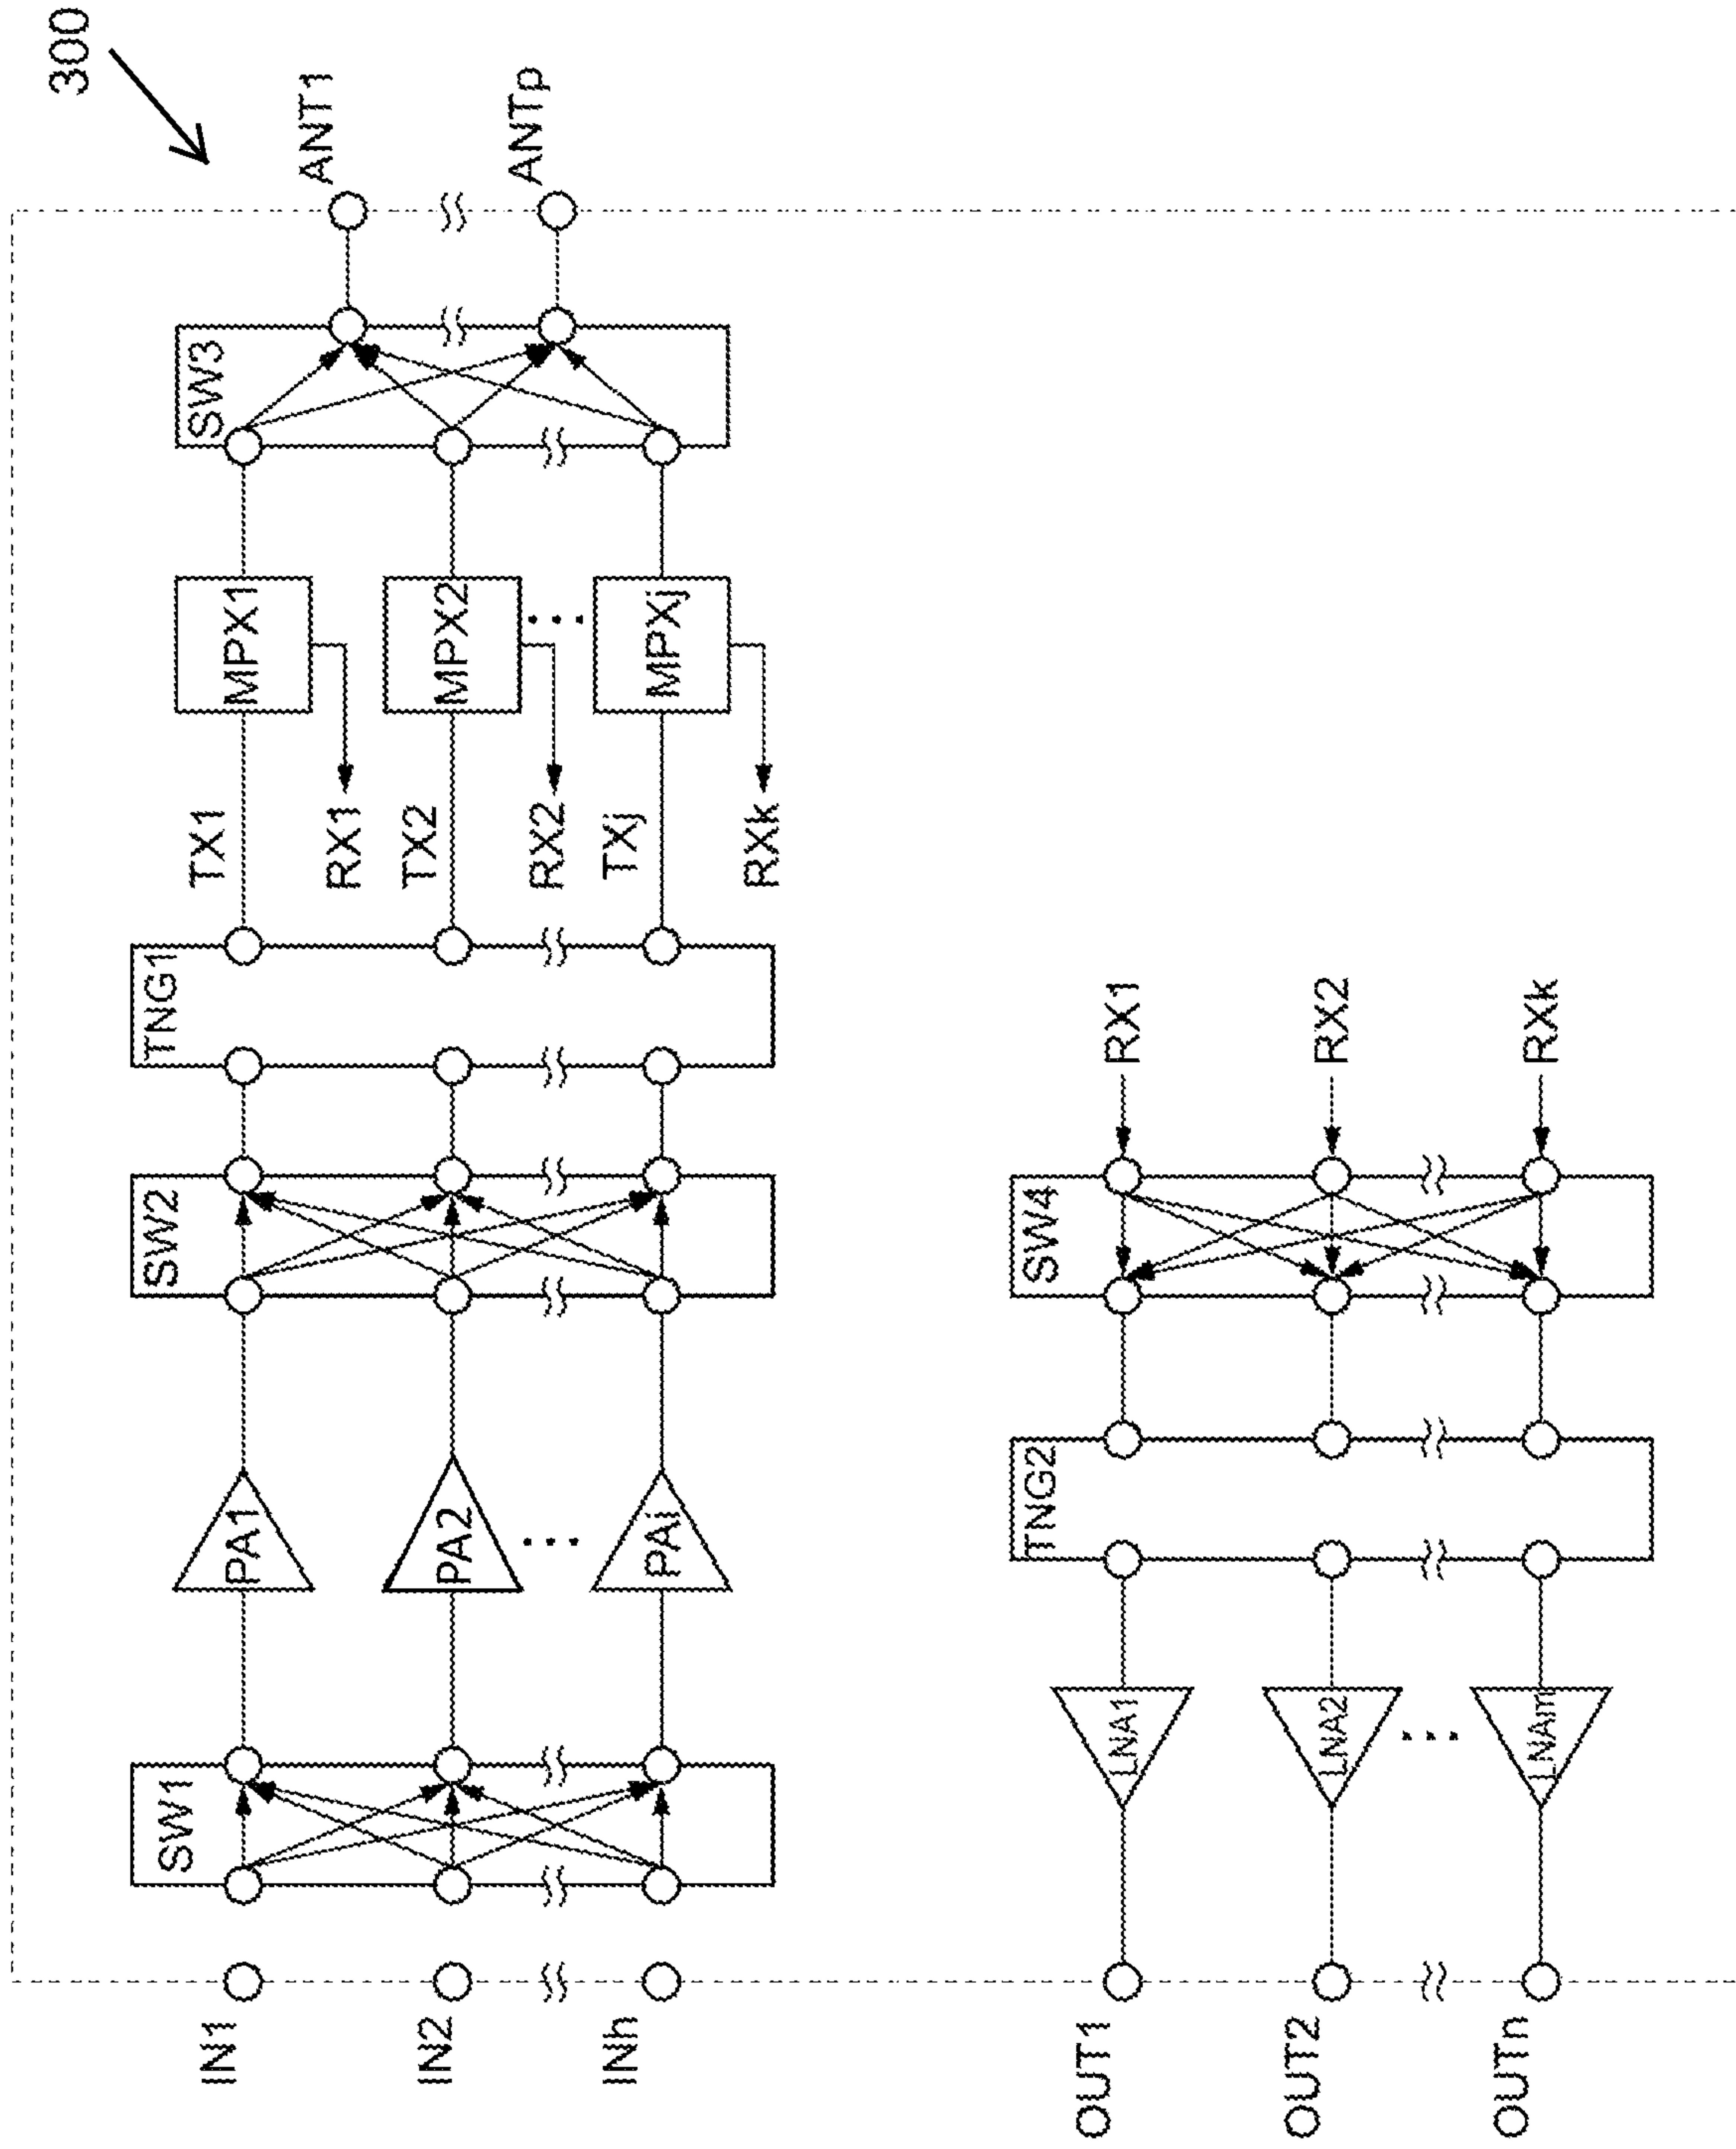 300
IN1
SW1
PA1
SW2
TNG1
TX1
MPX1
RX1
SW3
ANT1
IN2
PA2
TX2
MPX2
RX2
ANTp
INh
PAi
TXj
MPXj
RXk
OUT1
LNA1
TNG2
SW4
RX1
OUT2
LNA2
RX2
OUTn
LNAm
RXk